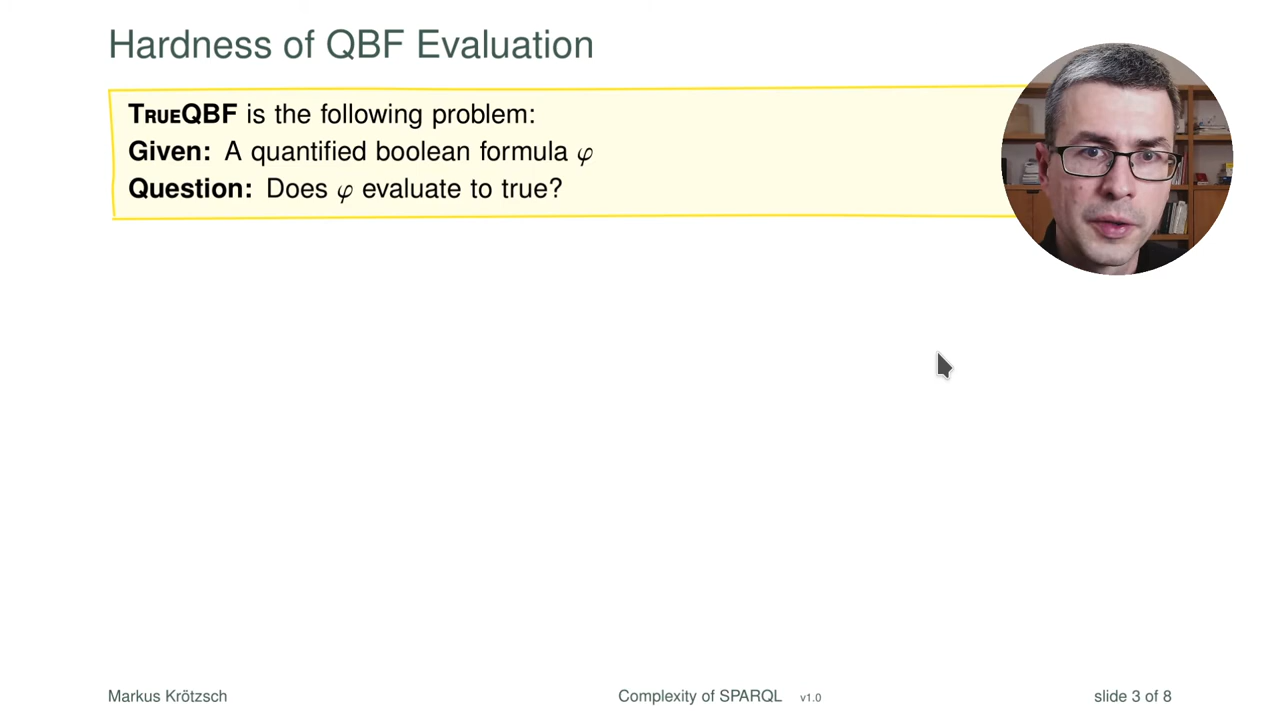 Hardness of QBF Evaluation
TrueQBF is the following problem:
Given: A quantified boolean formula φ
Question: Does φ evaluate to true?
Markus Krötzsch Complexity of SPARQL v1.0 slide 3 of 8